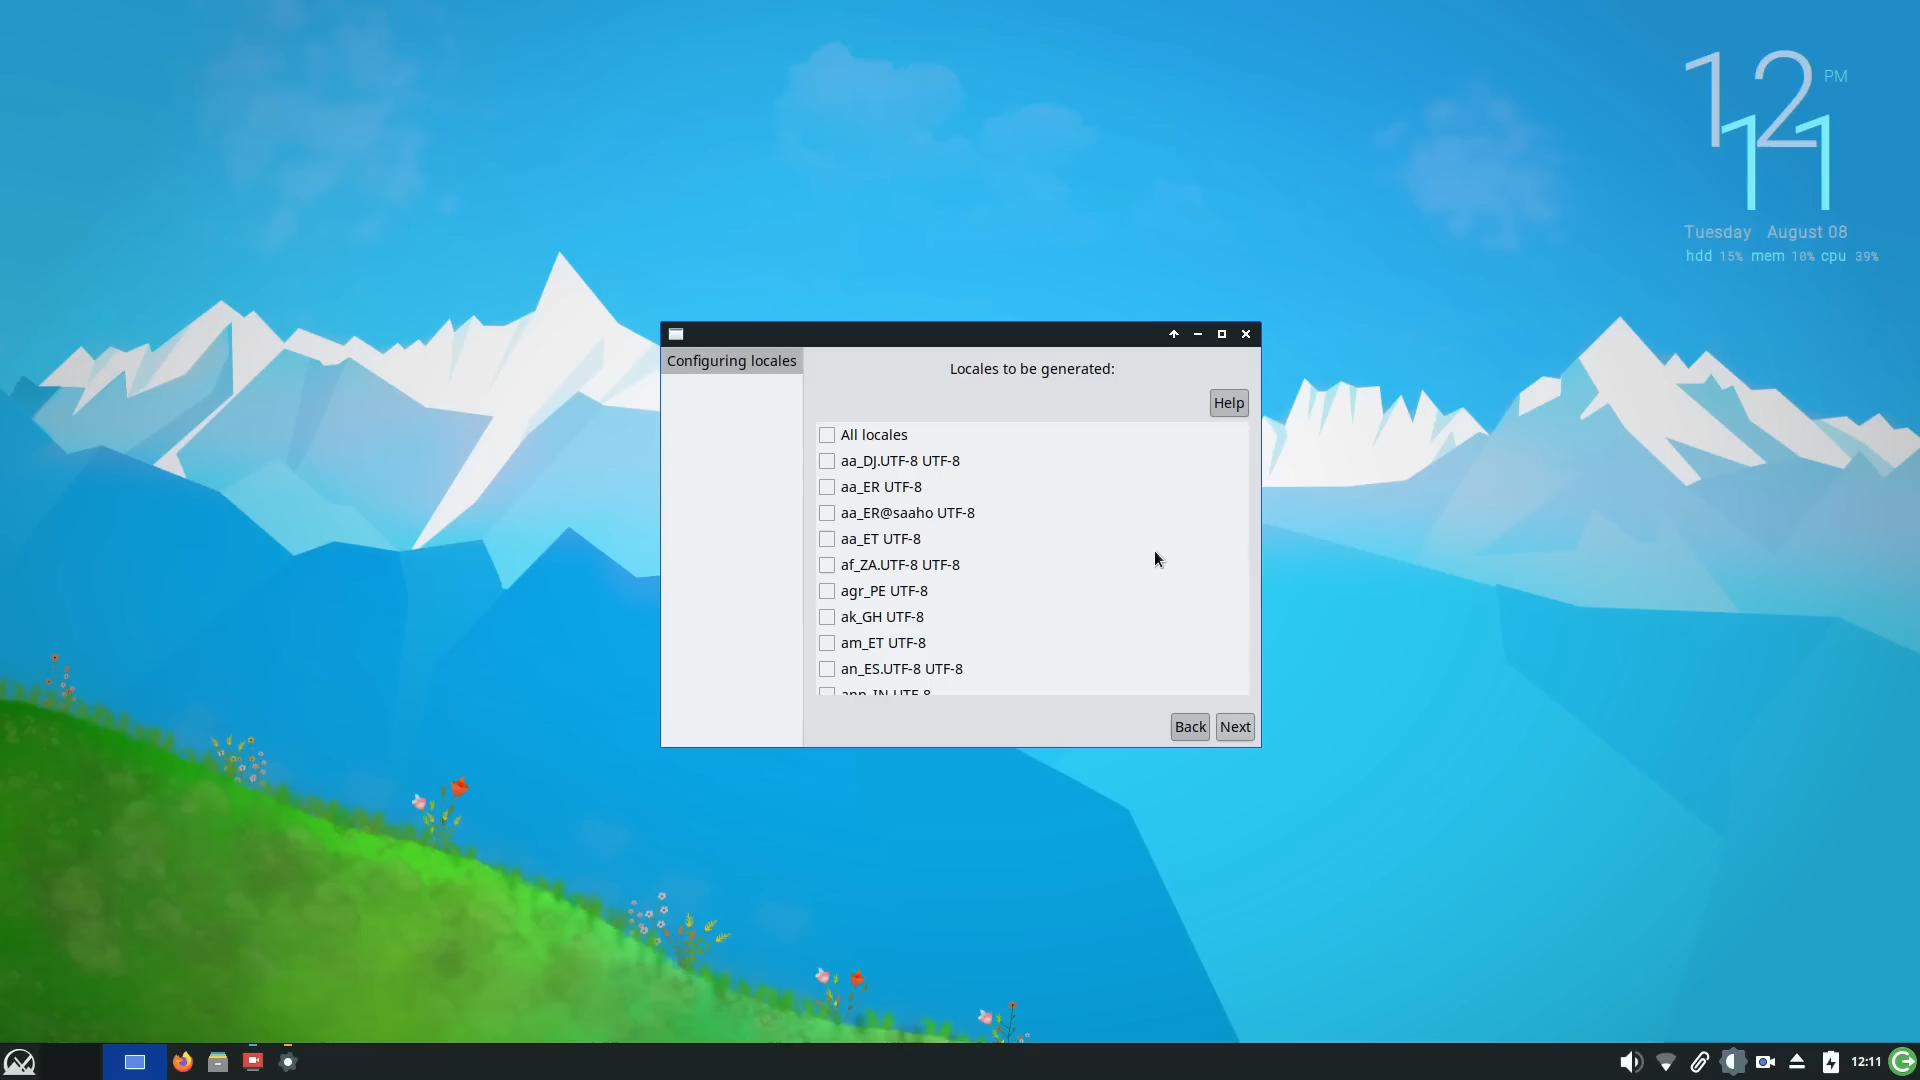 12 PM
11
Tuesday August 08
hdd 15% mem 10% cpu 39%
Configuring locales
Locales to be generated:
Help
All locales
aa_DJ.UTF-8 UTF-8
aa_ER UTF-8
aa_ER@saaho UTF-8
aa_ET UTF-8
af_ZA.UTF-8 UTF-8
agr_PE UTF-8
ak_GH UTF-8
am_ET UTF-8
an_ES.UTF-8 UTF-8
anp_IN UTF-8
Back Next
12:11